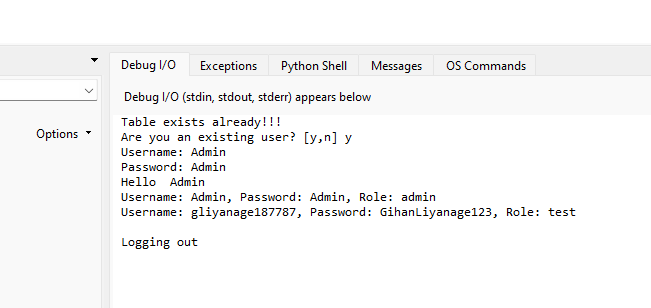 Debug I/O Exceptions Python Shell Messages OS Commands
Debug I/O (stdin, stdout, stderr) appears below
Options
Table exists already!!!
Are you an existing user? [y,n] y
Username: Admin
Password: Admin
Hello  Admin
Username: Admin, Password: Admin, Role: admin
Username: gliyanage187787, Password: GihanLiyanage123, Role: test
Logging out